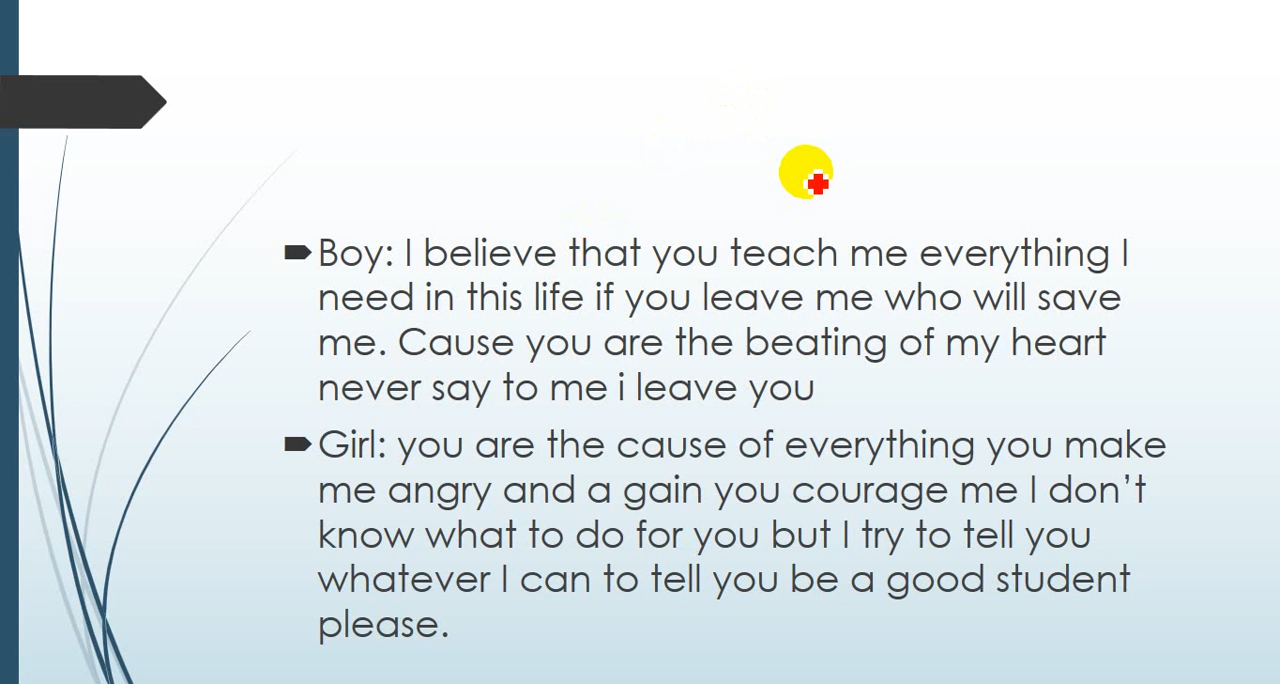 Boy: I believe that you teach me everything I
need in this life if you leave me who will save
me. Cause you are the beating of my heart
never say to me i leave you
Girl: you are the cause of everything you make
me angry and a gain you courage me I don’t
know what to do for you but I try to tell you
whatever I can to tell you be a good student
please.